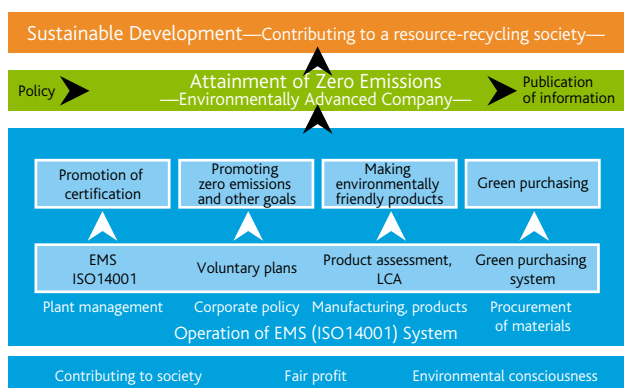 Sustainable Development—Contributing to a resource-recycling society—
Policy
Attainment of Zero Emissions
—Environmentally Advanced Company—
Publication
of information
Promotion of
certification
Promoting
zero emissions
and other goals
Making
environmentally
friendly products
Green purchasing
EMS
ISO14001
Voluntary plans
Product assessment,
LCA
Green purchasing
system
Plant management
Corporate policy
Manufacturing, products
Procurement
of materials
Operation of EMS (ISO14001) System
Contributing to society
Fair profit
Environmental consciousness